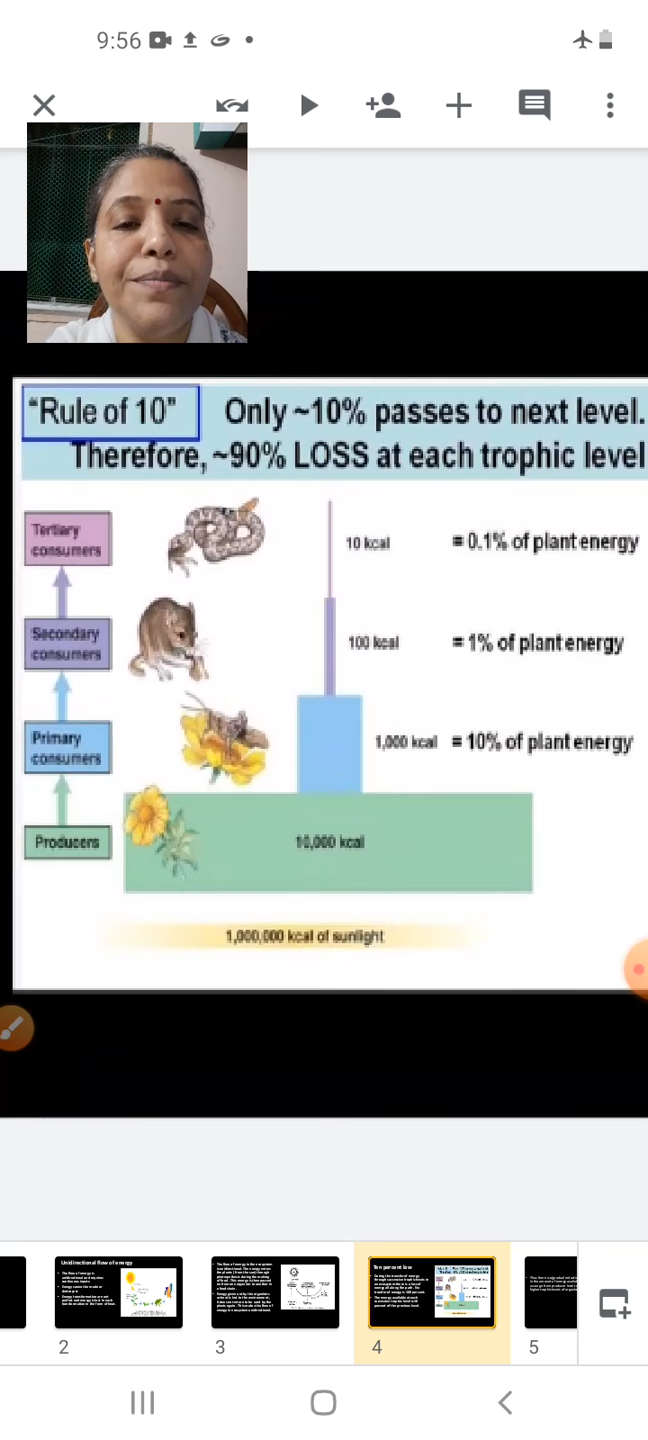 9:56
"Rule of 10" Only ~10% passes to next level.
Therefore, ~90% LOSS at each trophic level
Tertiary
consumers
10 kcal = 0.1% of plant energy
Secondary
consumers
100 kcal = 1% of plant energy
Primary
consumers
1,000 kcal = 10% of plant energy
Producers
10,000 kcal
1,000,000 kcal of sunlight
Unidirectional flow of energy
Ten percent law
2
3
4
5